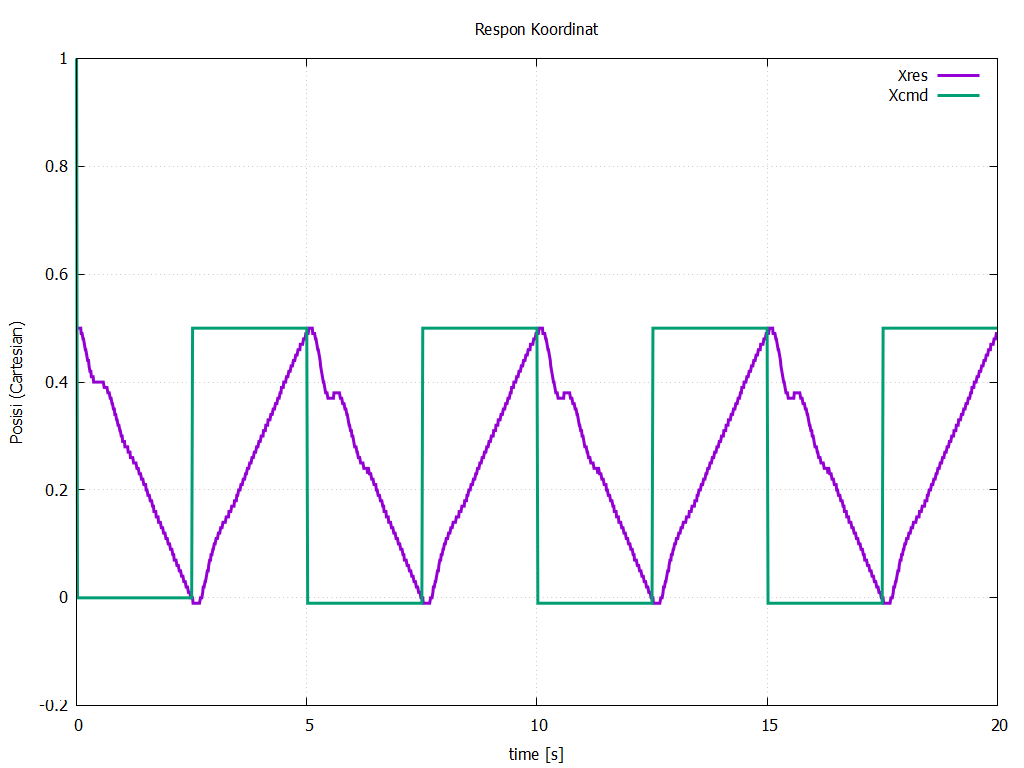 Respon Koordinat
Xres
Xcmd
1
0.8
0.6
0.4
0.2
0
-0.2
Posisi (Cartesian)
0 5 10 15 20
time [s]